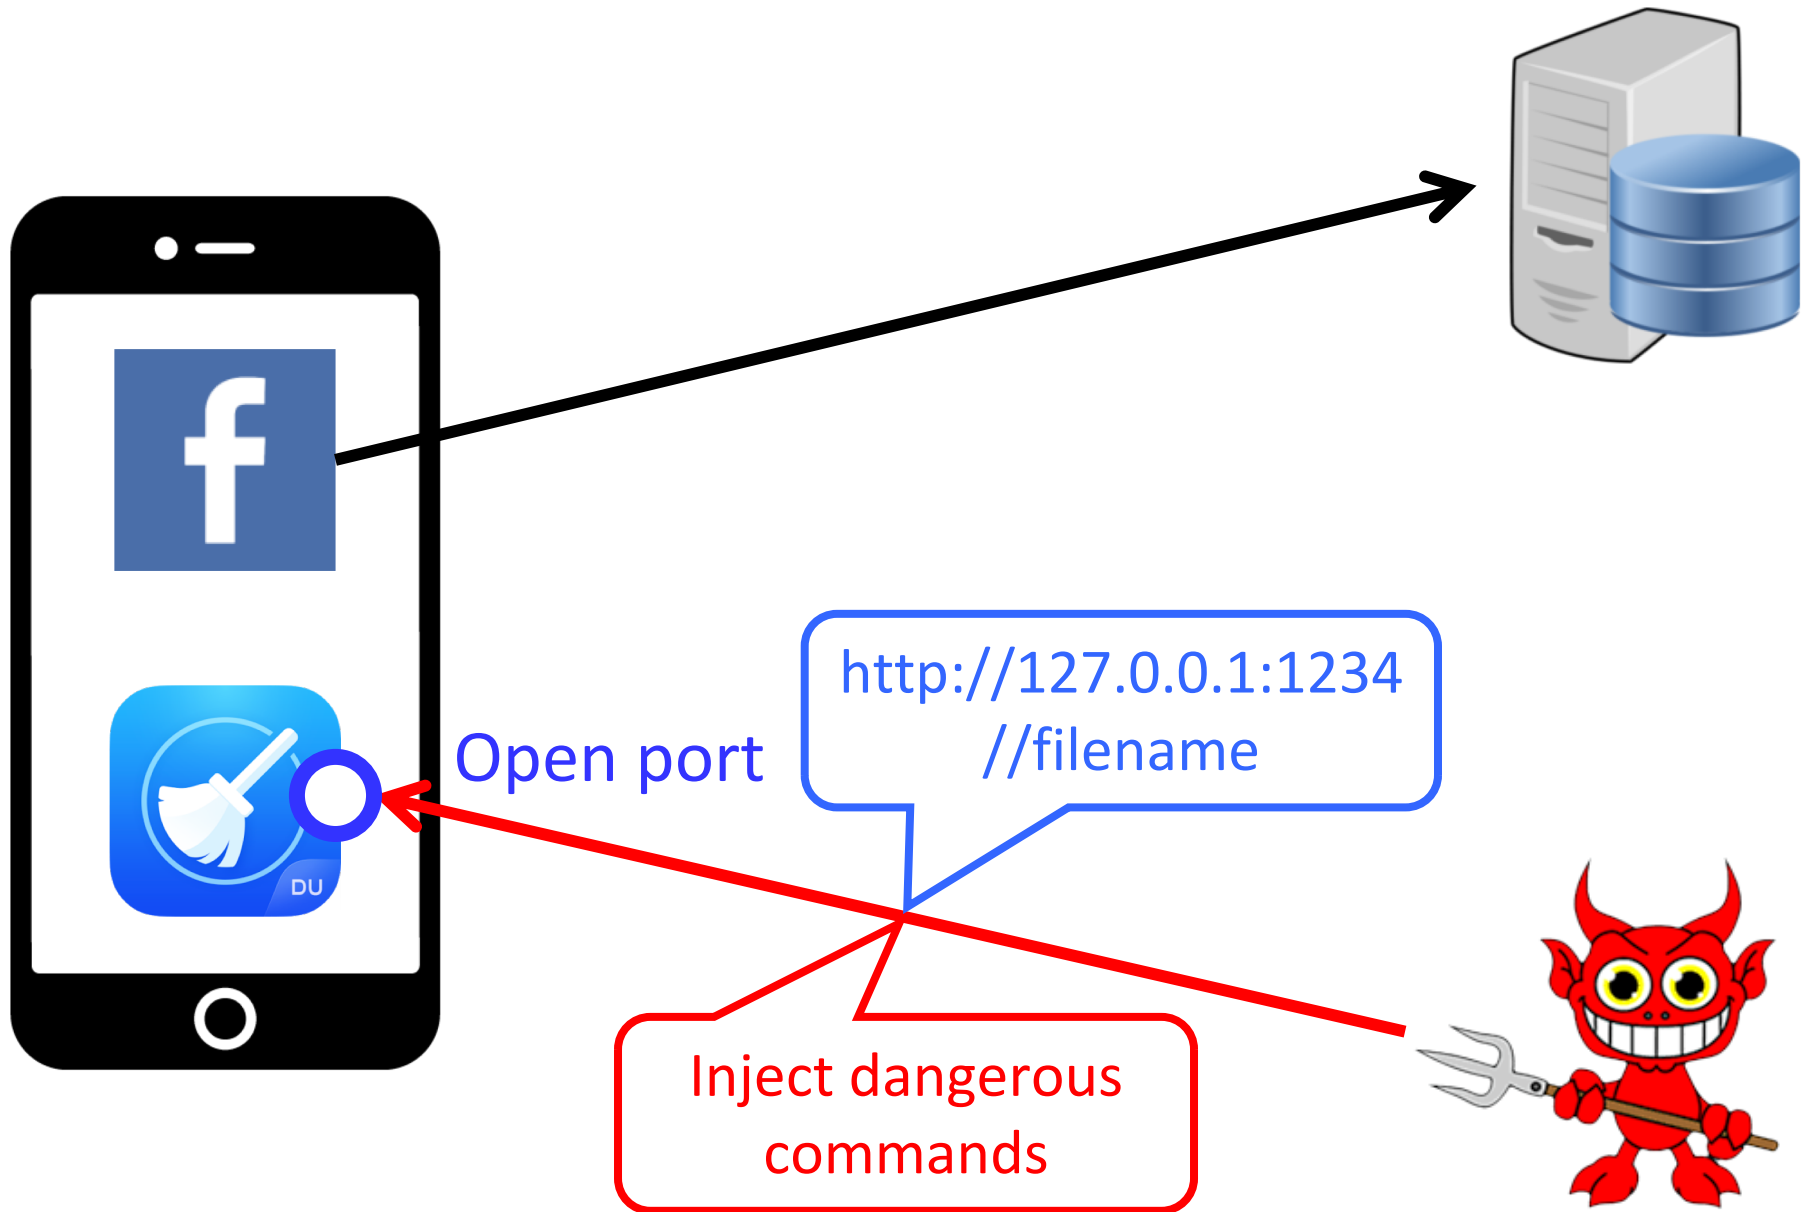 f
http://127.0.0.1:1234
//filename
Open port
DU
Inject dangerous
commands